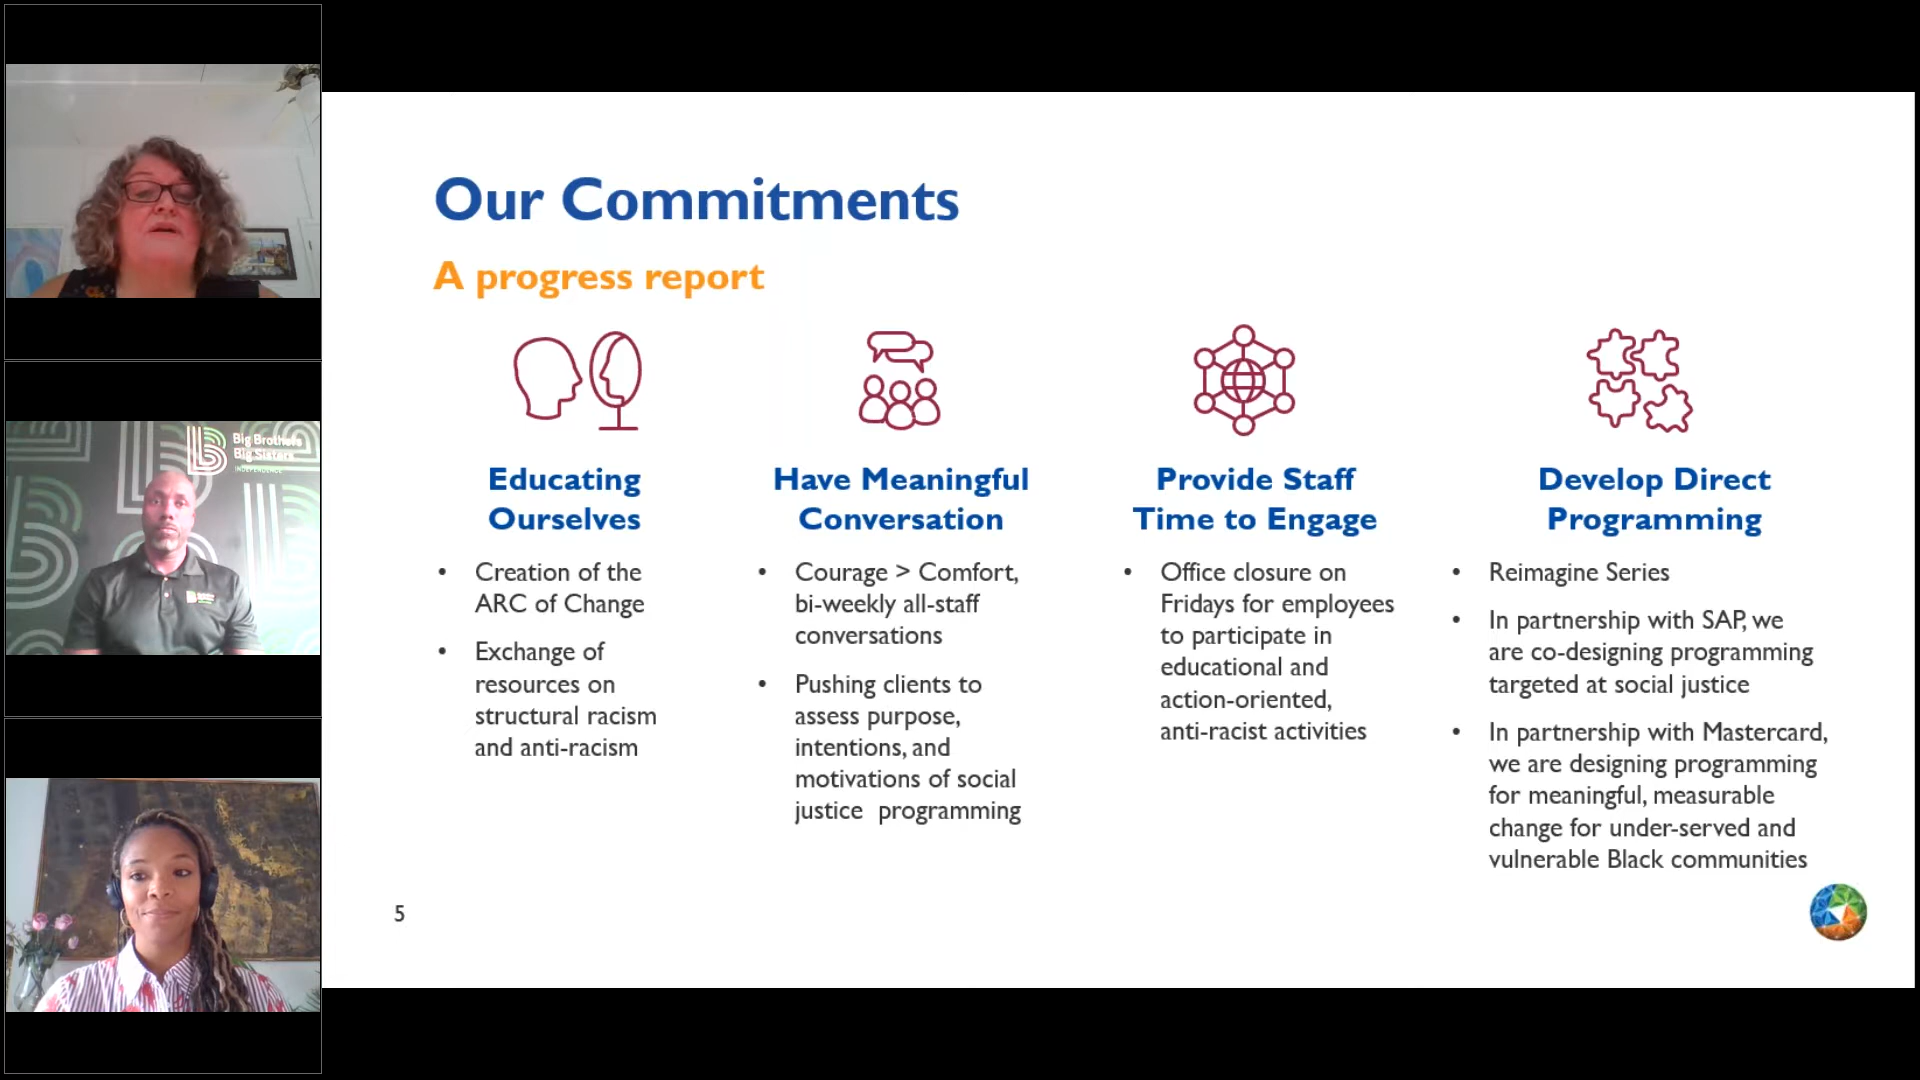 Big Brothers
Big Sisters
INDEPENDENCE
Our Commitments
A progress report
Educating
Ourselves
• Creation of the
ARC of Change
• Exchange of
resources on
structural racism
and anti-racism
Have Meaningful
Conversation
• Courage > Comfort,
bi-weekly all-staff
conversations
• Pushing clients to
assess purpose,
intentions, and
motivations of social
justice programming
Provide Staff
Time to Engage
• Office closure on
Fridays for employees
to participate in
educational and
action-oriented,
anti-racist activities
Develop Direct
Programming
• Reimagine Series
• In partnership with SAP, we
are co-designing programming
targeted at social justice
• In partnership with Mastercard,
we are designing programming
for meaningful, measurable
change for under-served and
vulnerable Black communities
5